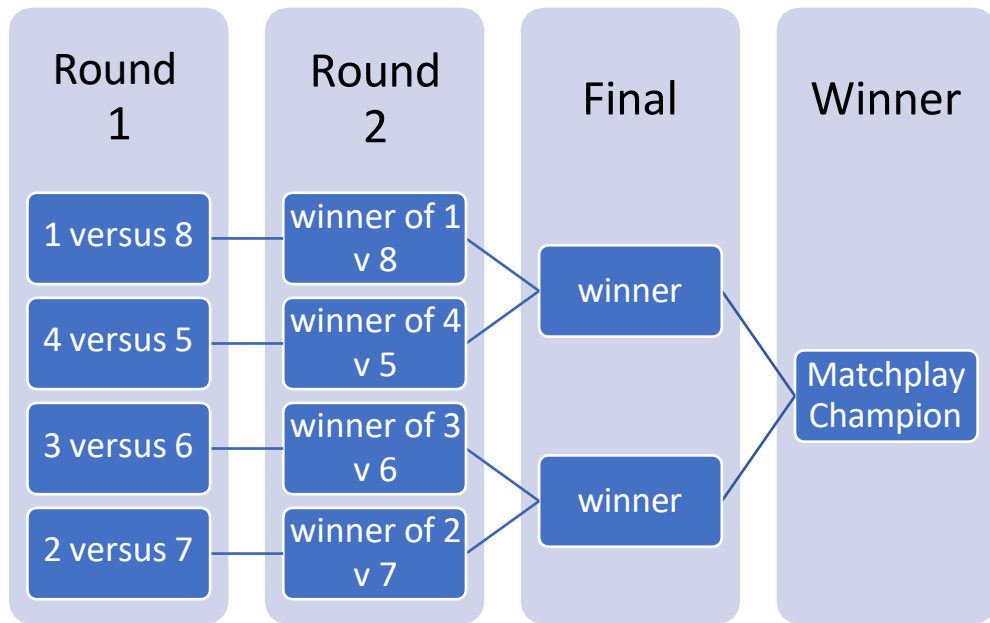 Round
1
1 versus 8
4 versus 5
3 versus 6
2 versus 7
Round
2
winner of 1
v 8
winner of 4
v 5
winner of 3
v 6
winner of 2
v 7
Final
winner
winner
Winner
Matchplay
Champion